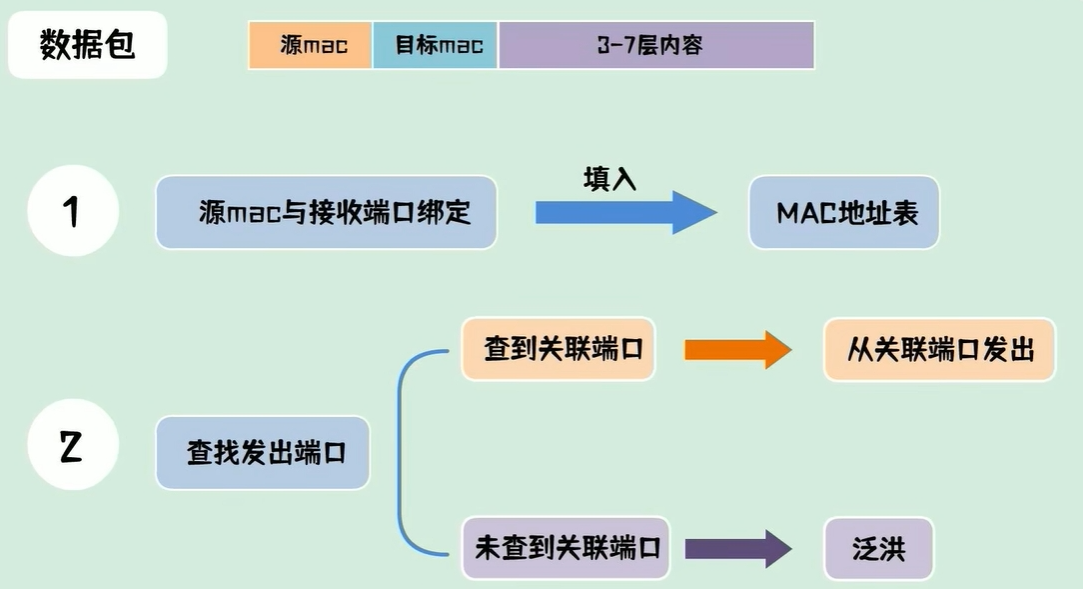 数据包
源mac
目标mac
3-7层内容
1
源mac与接收端口绑定
填入
MAC地址表
2
查找发出端口
查到关联端口
从关联端口发出
未查到关联端口
泛洪